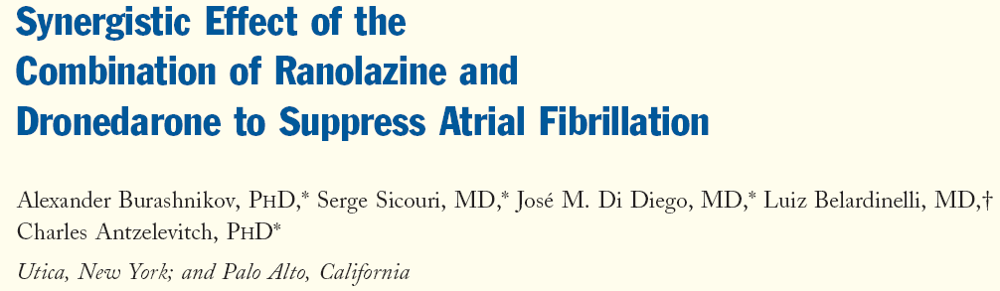 Synergistic Effect of the
Combination of Ranolazine and
Dronedarone to Suppress Atrial Fibrillation
Alexander Burashnikov, PHD,* Serge Sicouri, MD,* José M. Di Diego, MD,* Luiz Belardinelli, MD,†
Charles Antzelevitch, PHD*
Utica, New York; and Palo Alto, California